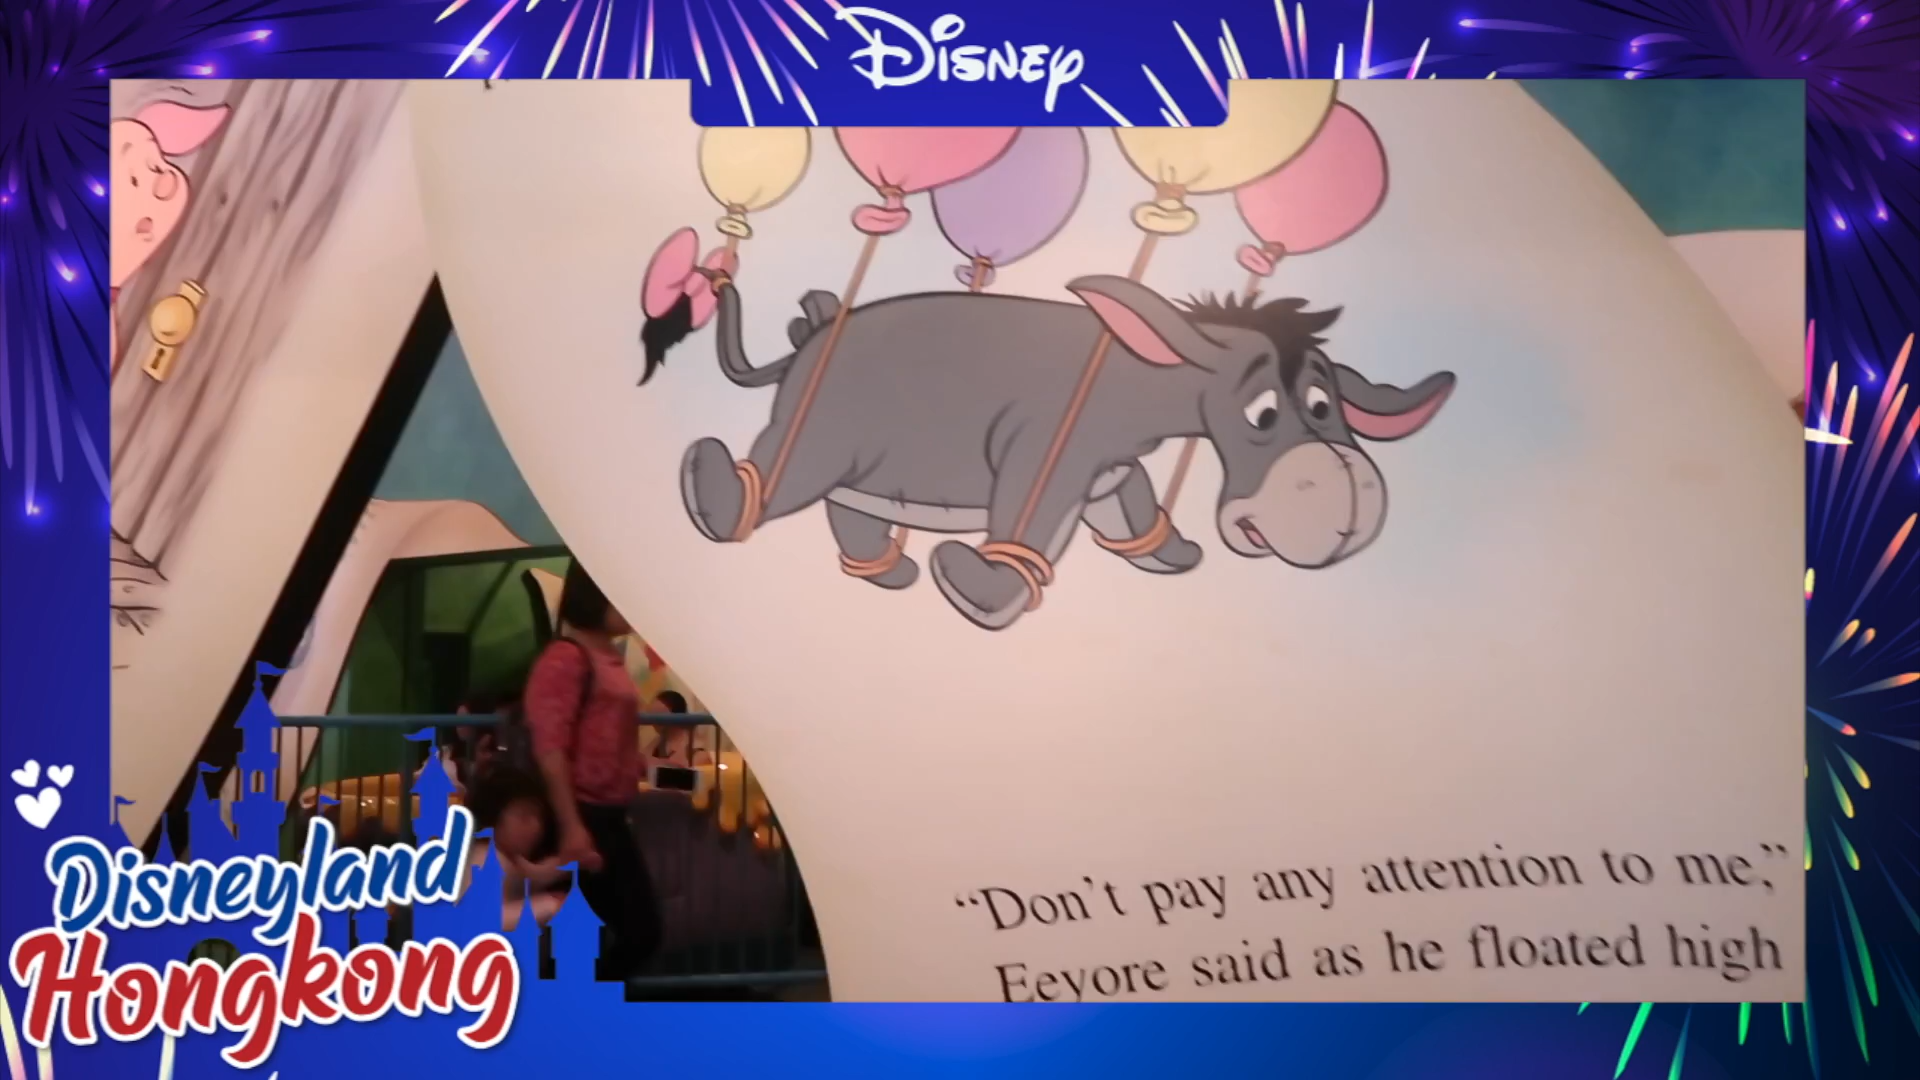 Disney
"Don't pay any attention to me,"
Eeyore said as he floated high
Disneyland
Hongkong